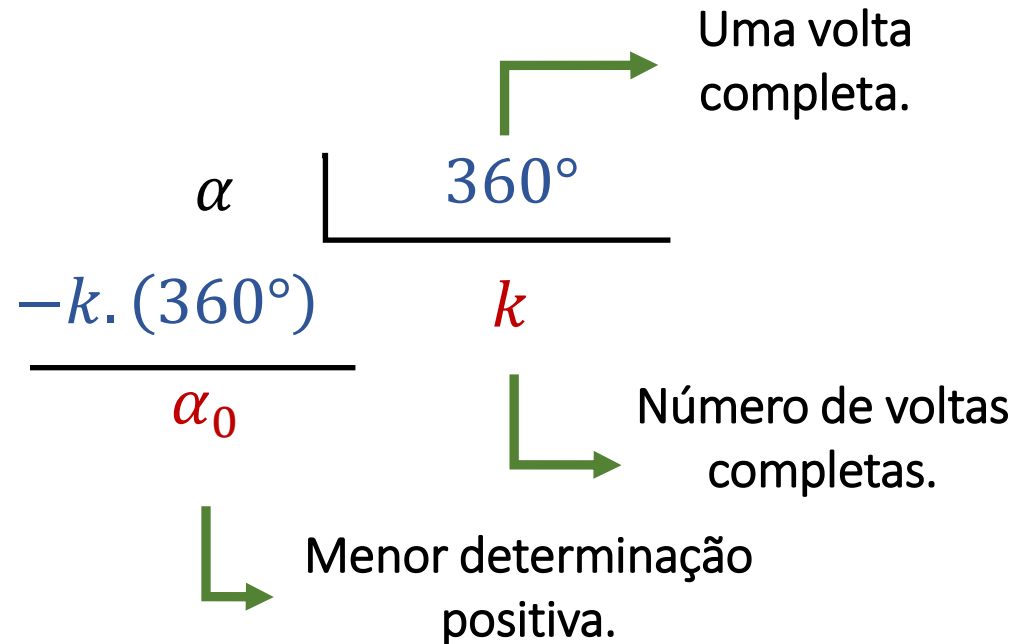 Uma volta
completa.
α 360°
−k. (360°) k
α₀
Número de voltas
completas.
Menor determinação
positiva.